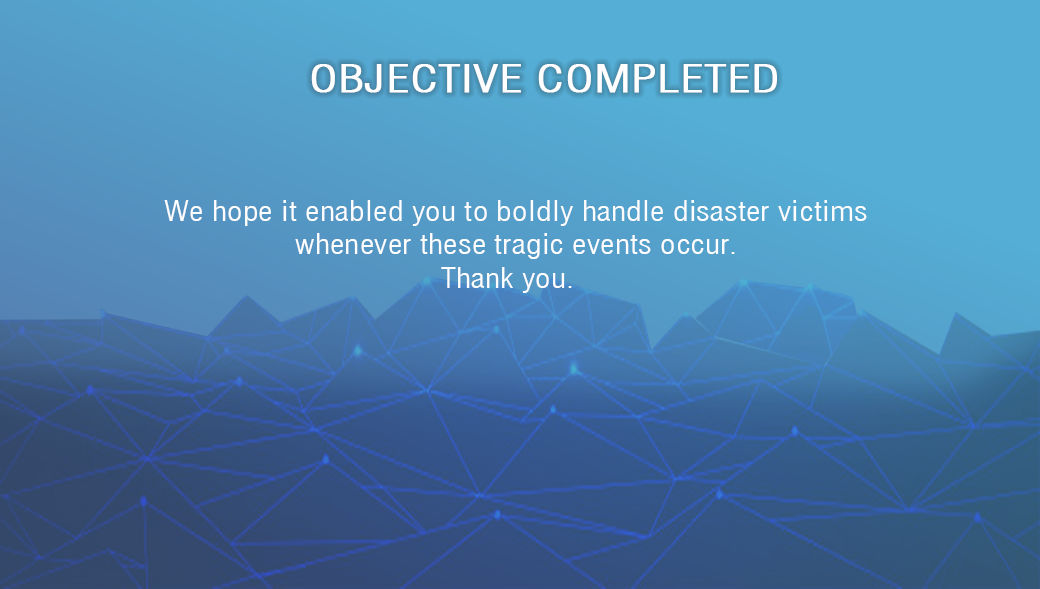 OBJECTIVE COMPLETED
We hope it enabled you to boldly handle disaster victims
whenever these tragic events occur.
Thank you.